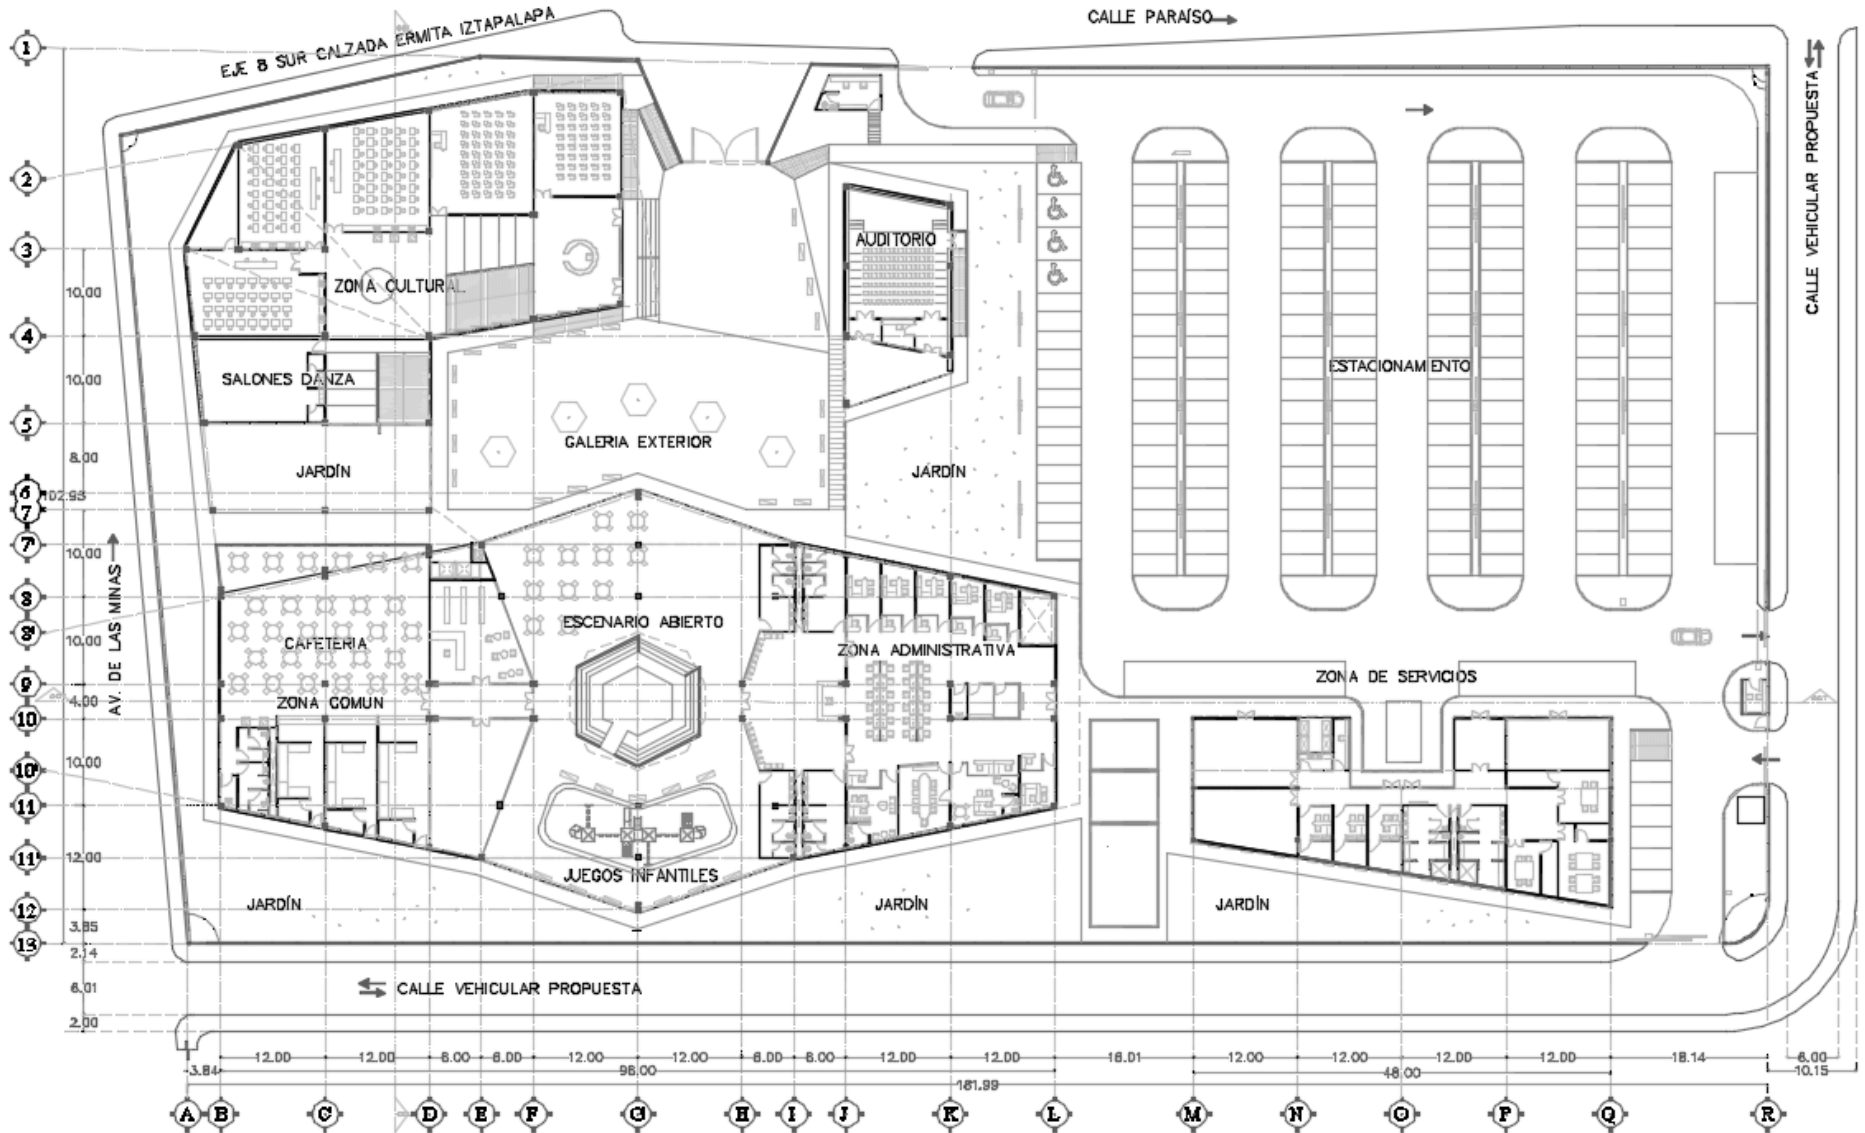 CALLE PARAÍSO
EJE 8 SUR CALZADA ERMITA IZTAPALAPA
CALLE VEHICULAR PROPUESTA
1
2
3
10.00
4
10.00
5
8.00
6
102.93
7
7'
10.00
8
8'
10.00
9
4.00
10
10.00
10'
11
11'
12.00
12
3.85
13
2.14
6.01
2.00
AV. DE LAS MINAS
AUDITORIO
ZONA CULTURAL
ESTACIONAMIENTO
SALONES DANZA
GALERIA EXTERIOR
JARDÍN
JARDÍN
ESCENARIO ABIERTO
CAFETERIA
ZONA ADMINISTRATIVA
ZONA DE SERVICIOS
ZONA COMUN
JUEGOS INFANTILES
JARDÍN
JARDÍN
JARDÍN
CALLE VEHICULAR PROPUESTA
12.00 12.00 6.00 6.00 12.00 12.00 6.00 6.00 12.00 12.00 16.01 12.00 12.00 12.00 12.00 18.14 6.00
3.84 96.00 48.00 10.15
181.99
A B C D E F G H I J K L M N O P Q R